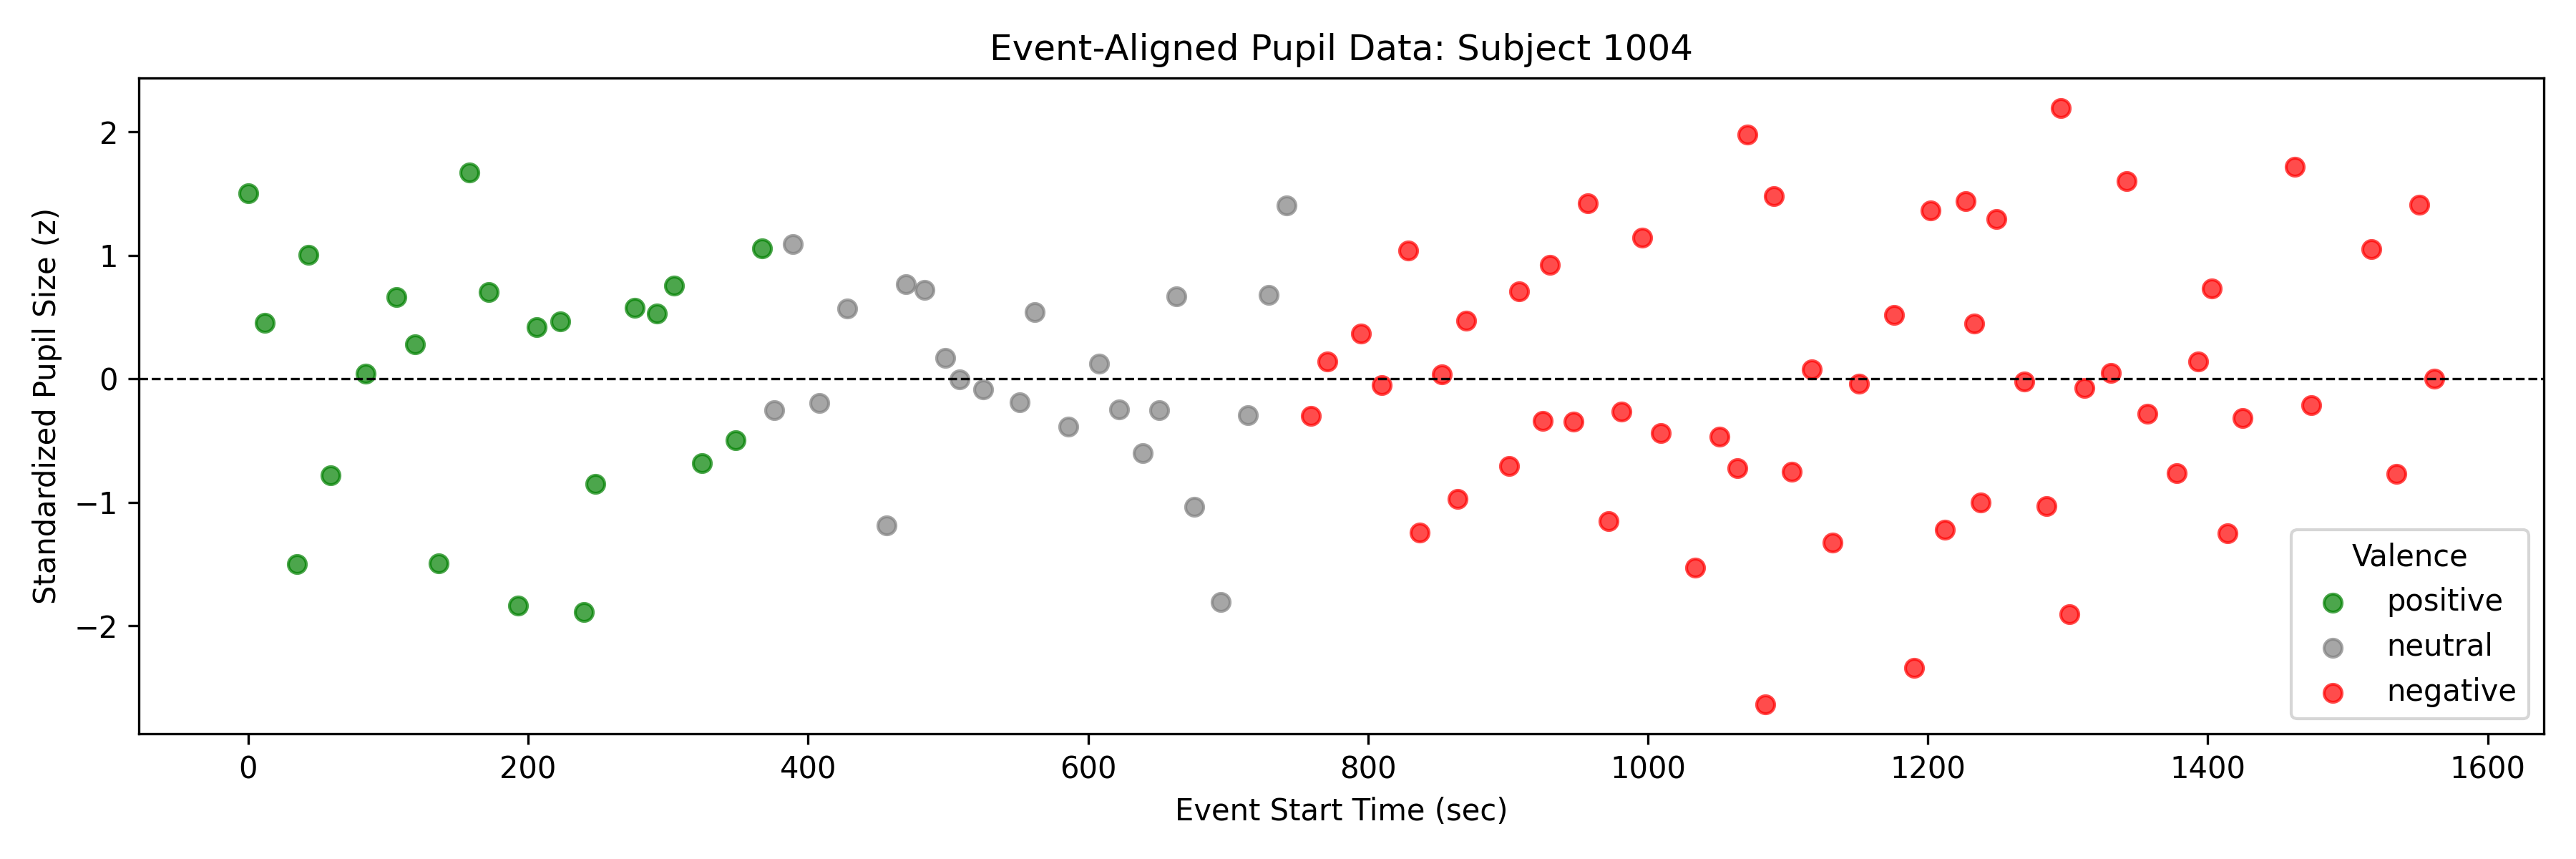 Event-Aligned Pupil Data: Subject 1004
Standardized Pupil Size (z)
2
1
0
−1
−2
Valence
positive
neutral
negative
0 200 400 600 800 1000 1200 1400 1600
Event Start Time (sec)